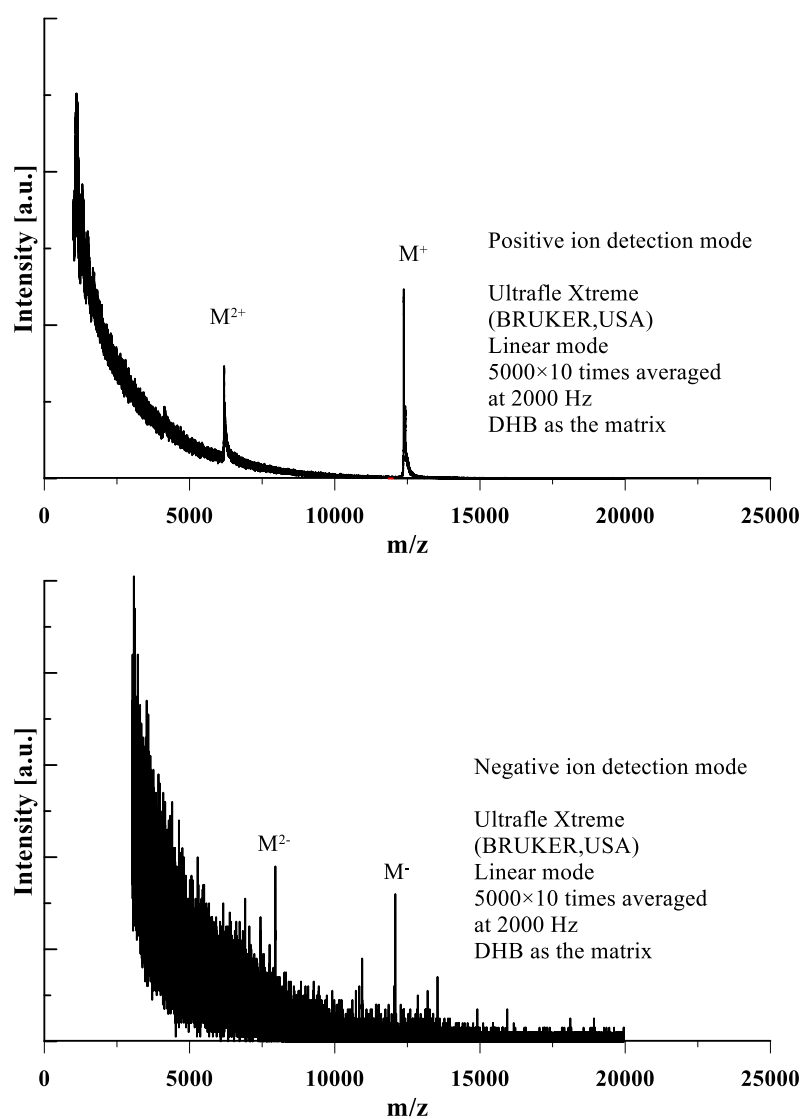 Intensity [a.u.]
M²⁺
M⁺
Positive ion detection mode
Ultrafle Xtreme
(BRUKER,USA)
Linear mode
5000×10 times averaged
at 2000 Hz
DHB as the matrix
0 5000 10000 15000 20000 25000
m/z
Intensity [a.u.]
M²⁻
M⁻
Negative ion detection mode
Ultrafle Xtreme
(BRUKER,USA)
Linear mode
5000×10 times averaged
at 2000 Hz
DHB as the matrix
0 5000 10000 15000 20000 25000
m/z